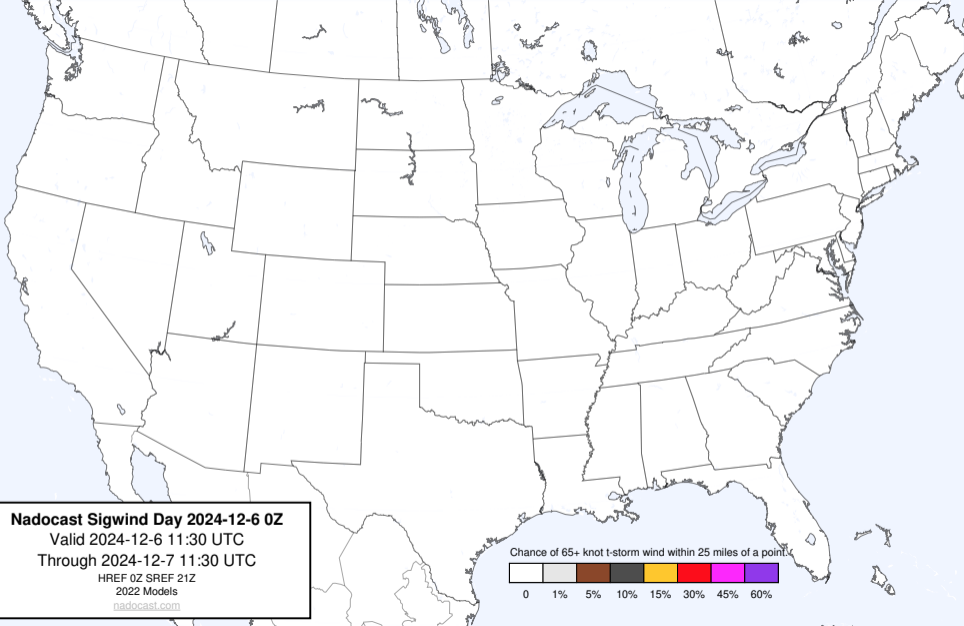 Nadocast Sigwind Day 2024-12-6 0Z
Valid 2024-12-6 11:30 UTC
Through 2024-12-7 11:30 UTC
HREF 0Z SREF 21Z
2022 Models
nadocast.com
Chance of 65+ knot t-storm wind within 25 miles of a point.
0 1% 5% 10% 15% 30% 45% 60%